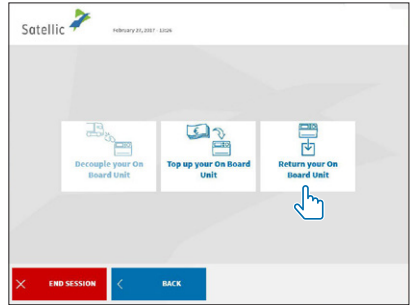 Satellic
February 20, 2017 - 10:26
Decouple your On
Board Unit
Top up your On Board
Unit
Return your On
Board Unit
END SESSION
BACK